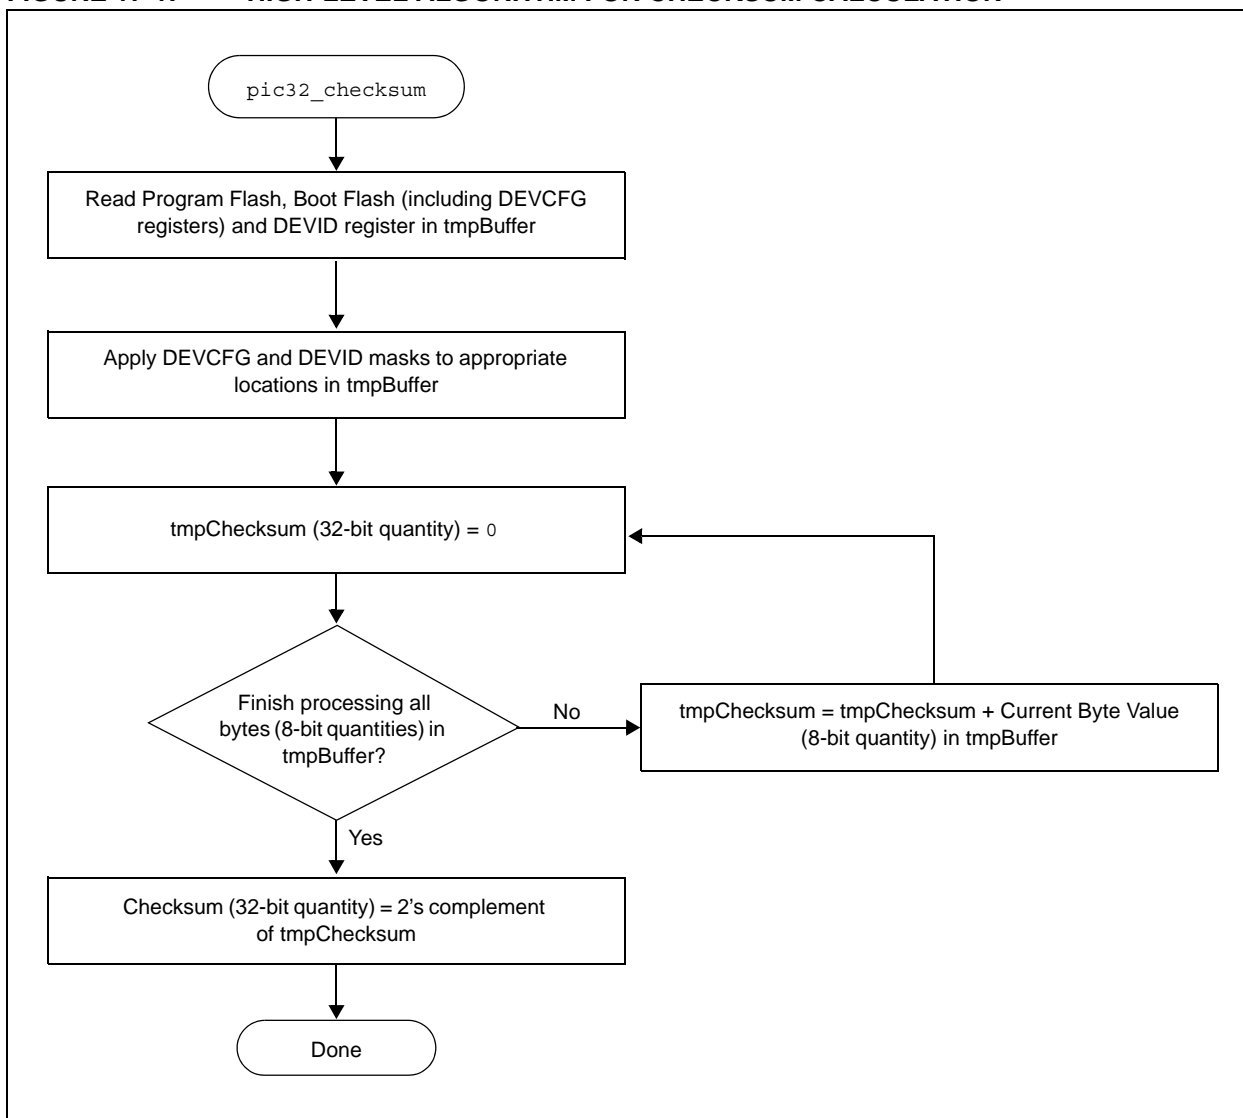 pic32_checksum
Read Program Flash, Boot Flash (including DEVCFG
registers) and DEVID register in tmpBuffer
Apply DEVCFG and DEVID masks to appropriate
locations in tmpBuffer
tmpChecksum (32-bit quantity) = 0
Finish processing all
bytes (8-bit quantities) in
tmpBuffer?
No
tmpChecksum = tmpChecksum + Current Byte Value
(8-bit quantity) in tmpBuffer
Yes
Checksum (32-bit quantity) = 2's complement
of tmpChecksum
Done